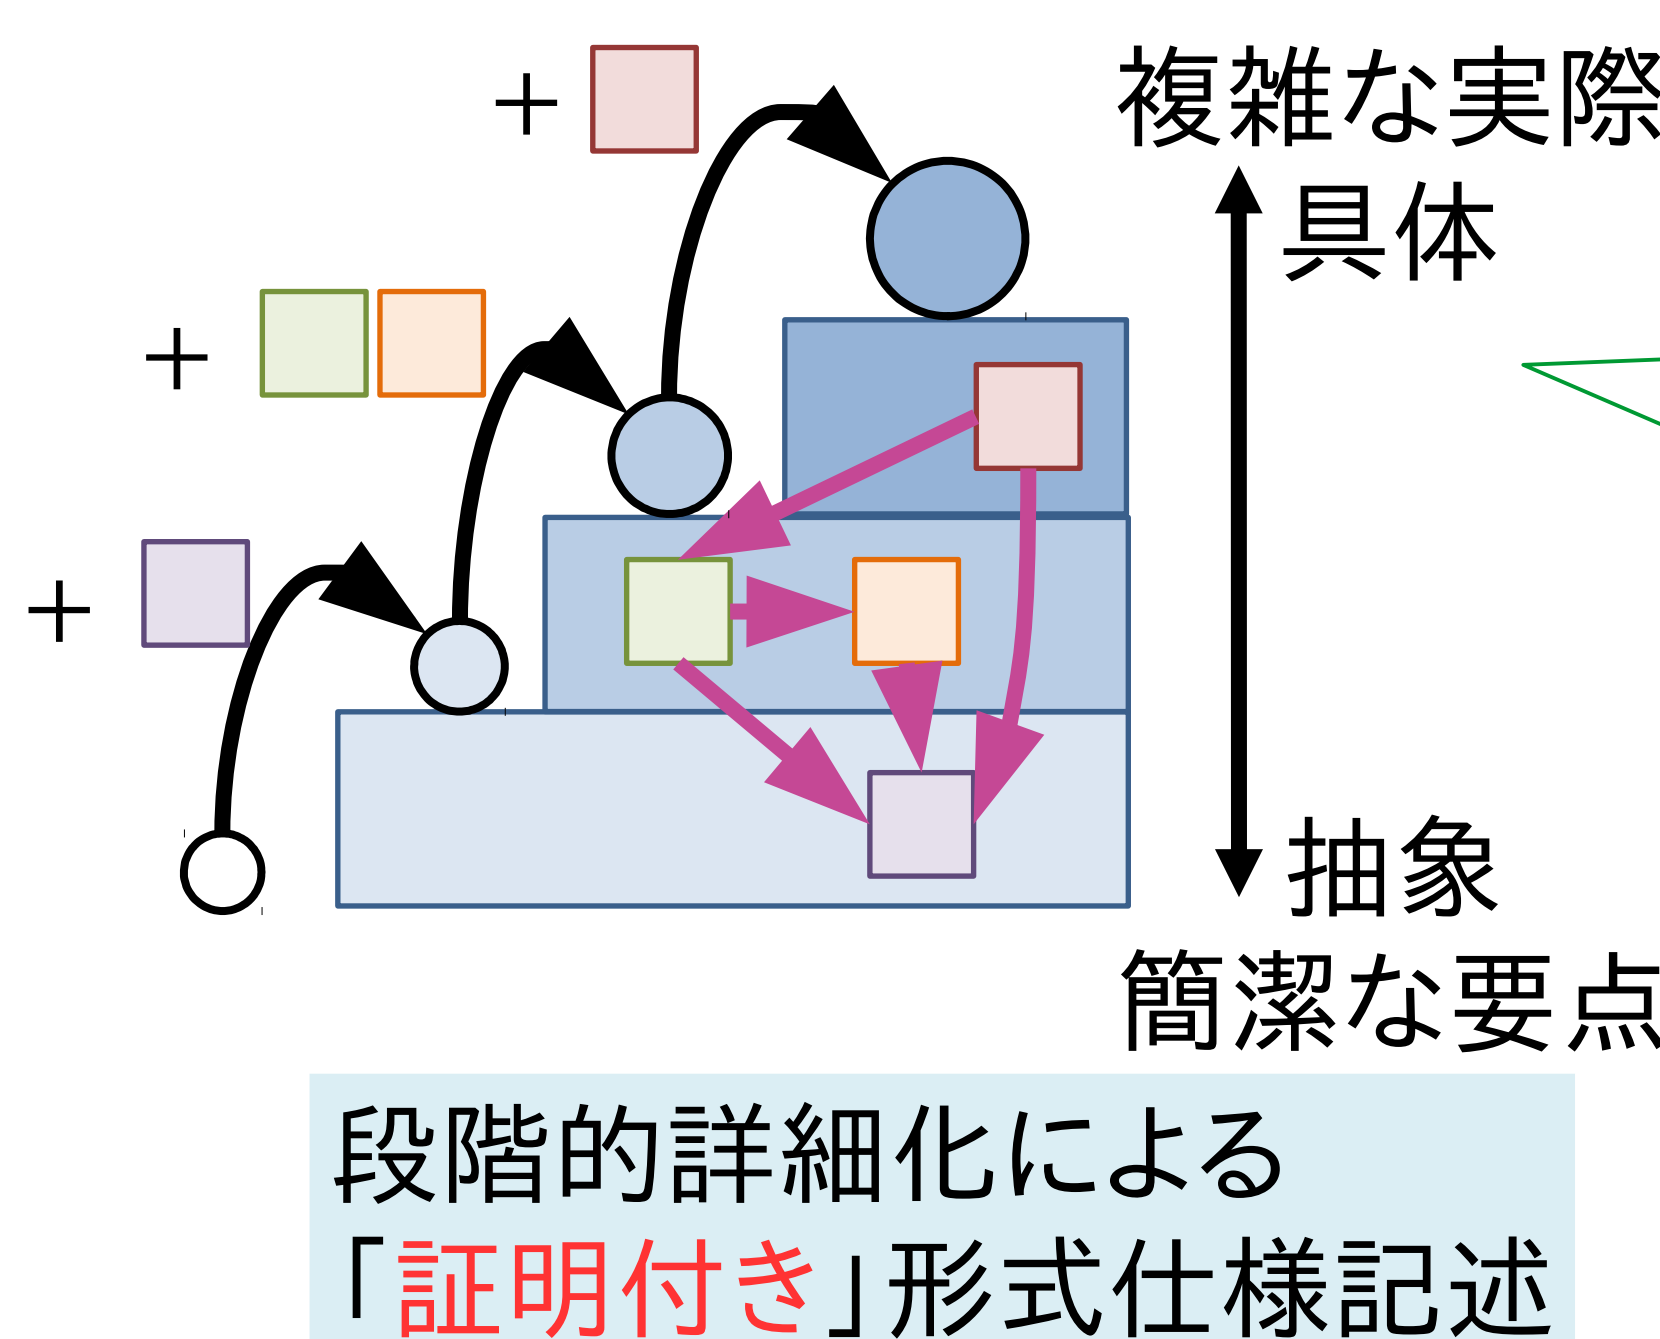 +
複雑な実際
具体
+
+
抽象
簡潔な要点
段階的詳細化による
「証明付き」形式仕様記述